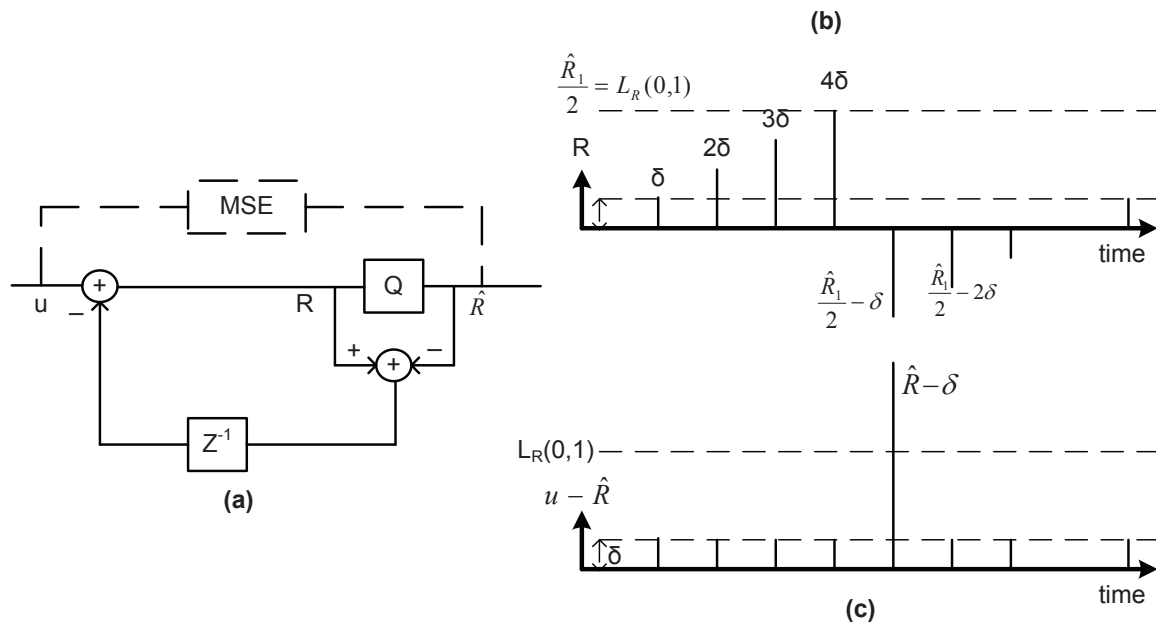 (b)
R̂₁/2 = L_R(0,1)
4δ
3δ
2δ
δ
R
time
R̂₁/2 − δ
R̂₁/2 − 2δ
MSE
+
Q
u
−
R
R̂
+
−
+
Z⁻¹
(a)
R̂ − δ
L_R(0,1)
u − R̂
δ
time
(c)